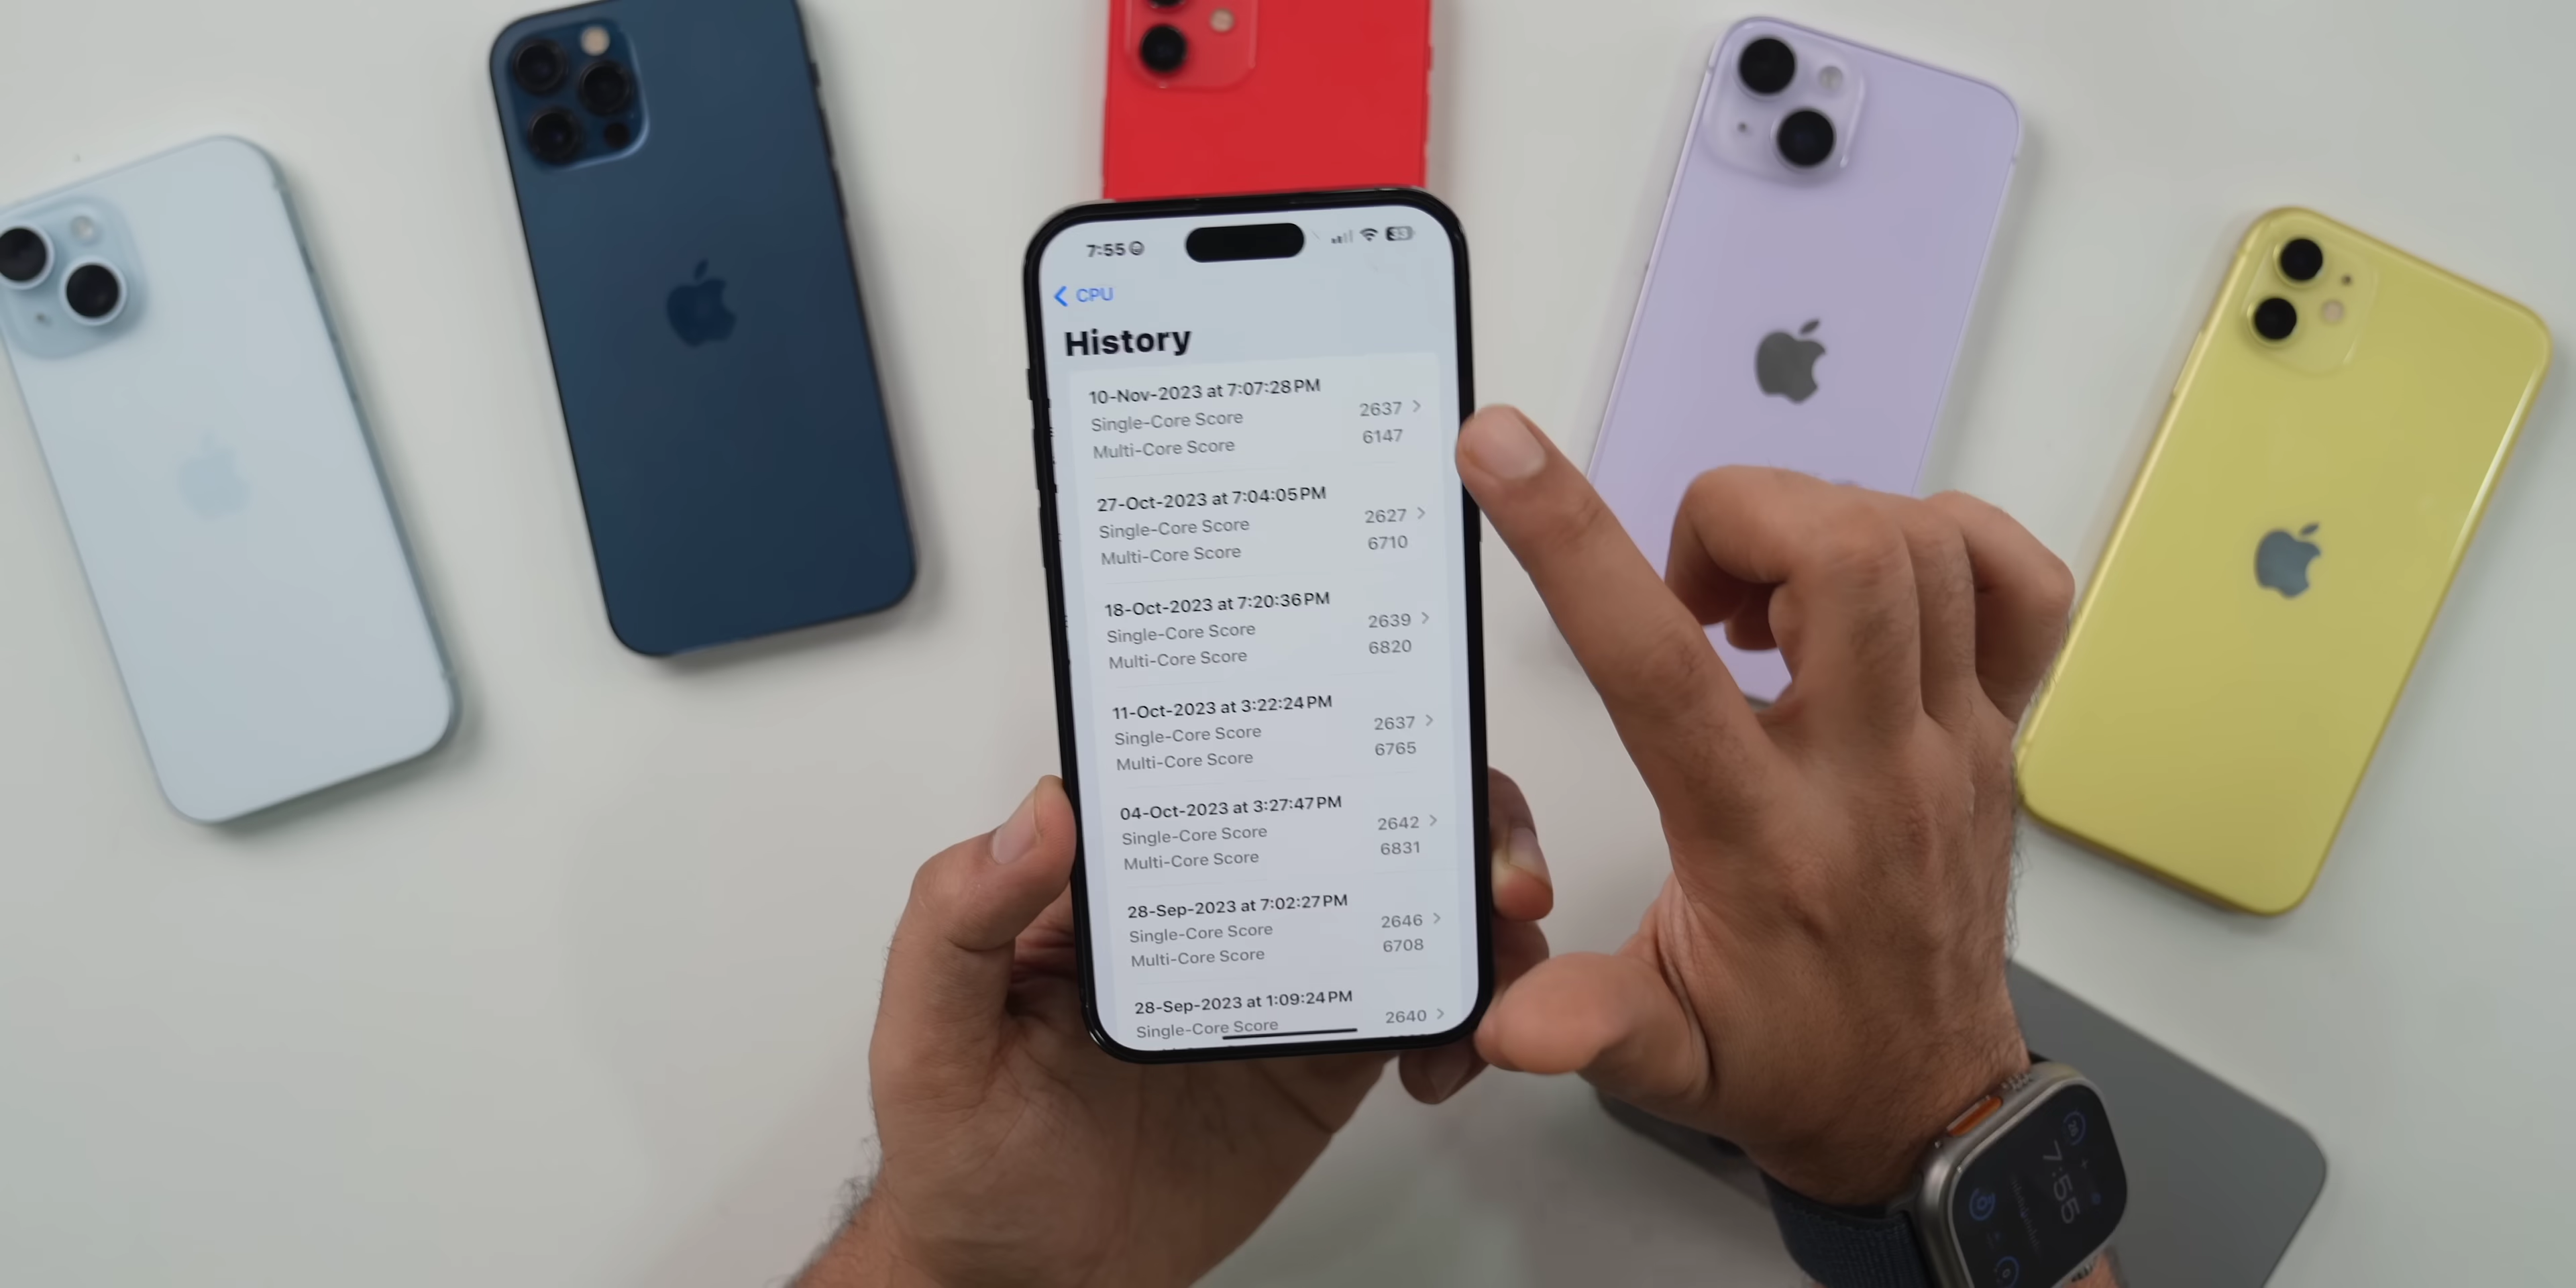 7:55
33
CPU
History
10-Nov-2023 at 7:07:28 PM
Single-Core Score 2637
Multi-Core Score 6147
27-Oct-2023 at 7:04:05 PM
Single-Core Score 2627
Multi-Core Score 6710
18-Oct-2023 at 7:20:36 PM
Single-Core Score 2639
Multi-Core Score 6820
11-Oct-2023 at 3:22:24 PM
Single-Core Score 2637
Multi-Core Score 6765
04-Oct-2023 at 3:27:47 PM
Single-Core Score 2642
Multi-Core Score 6831
28-Sep-2023 at 7:02:27 PM
Single-Core Score 2646
Multi-Core Score 6708
28-Sep-2023 at 1:09:24 PM
Single-Core Score 2640
7:55